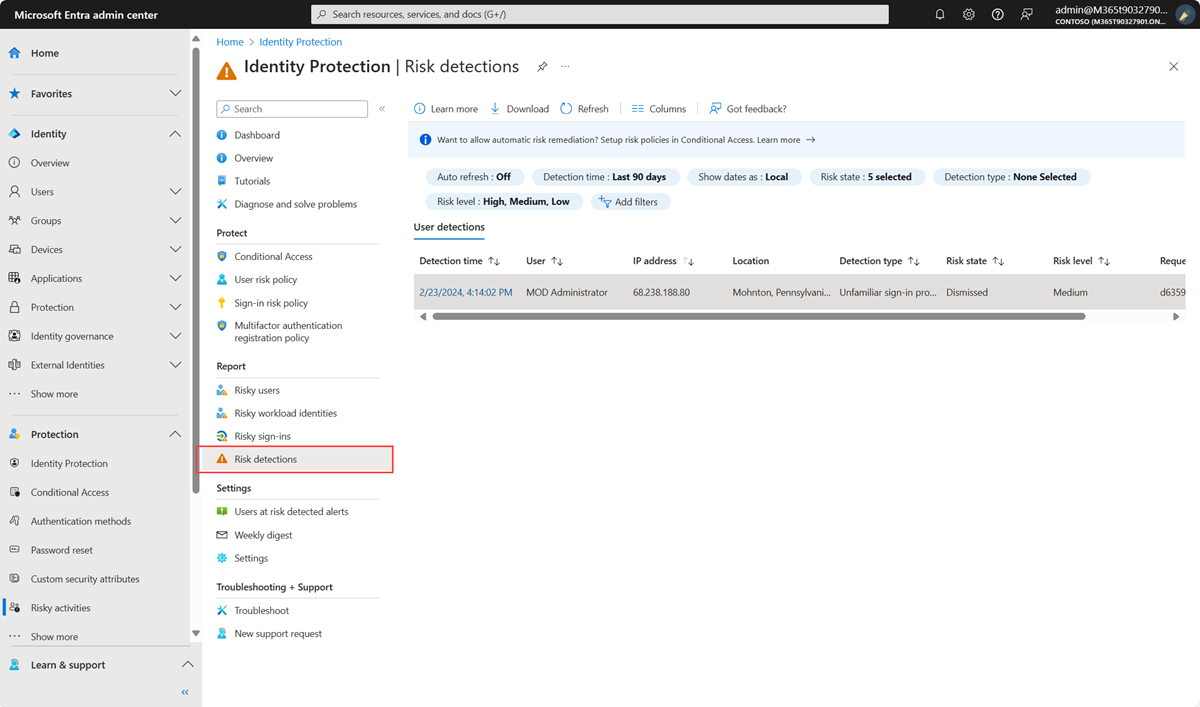 Microsoft Entra admin center
Search resources, services, and docs (G+/)
admin@M365t9032790...
CONTOSO (M365T90327901.ON...
Home
Favorites
Identity
Overview
Users
Groups
Devices
Applications
Protection
Identity governance
External Identities
Show more
Protection
Identity Protection
Conditional Access
Authentication methods
Password reset
Custom security attributes
Risky activities
Show more
Learn & support
Home > Identity Protection
Identity Protection | Risk detections
Search
Dashboard
Overview
Tutorials
Diagnose and solve problems
Protect
Conditional Access
User risk policy
Sign-in risk policy
Multifactor authentication
registration policy
Report
Risky users
Risky workload identities
Risky sign-ins
Risk detections
Settings
Users at risk detected alerts
Weekly digest
Settings
Troubleshooting + Support
Troubleshoot
New support request
Learn more Download Refresh Columns Got feedback?
Want to allow automatic risk remediation? Setup risk policies in Conditional Access. Learn more →
Auto refresh : Off Detection time : Last 90 days Show dates as : Local Risk state : 5 selected Detection type : None Selected
Risk level : High, Medium, Low Add filters
User detections
Detection time ↑↓ User ↑↓ IP address ↑↓ Location Detection type ↑↓ Risk state ↑↓ Risk level ↑↓ Reque
2/23/2024, 4:14:02 PM MOD Administrator 68.238.188.80 Mohnton, Pennsylvani... Unfamiliar sign-in pro... Dismissed Medium d6359